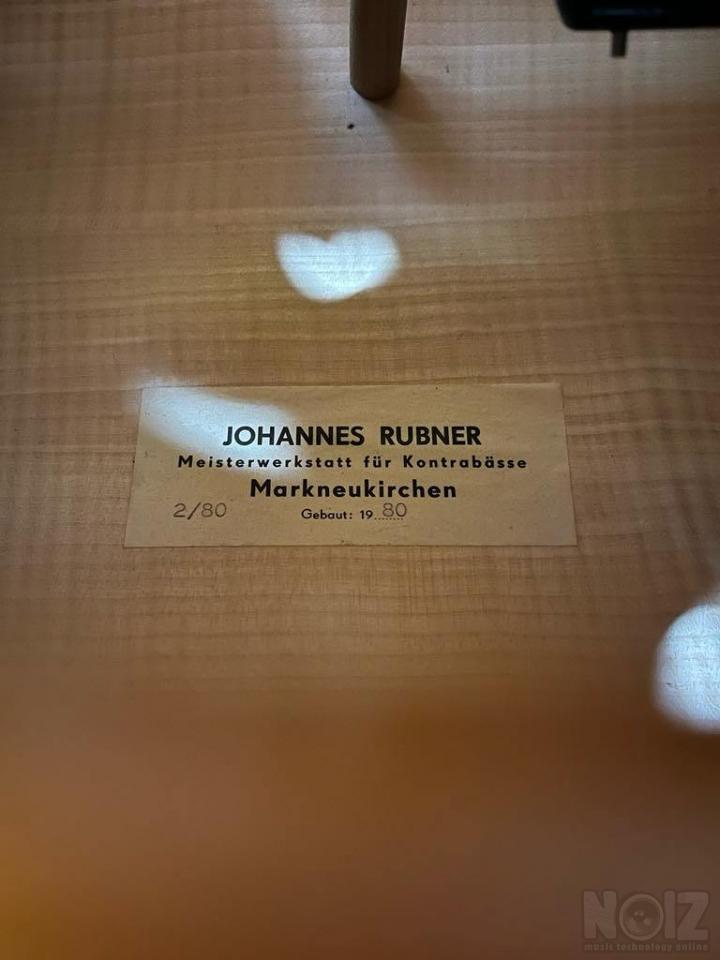 JOHANNES RUBNER
Meisterwerkstatt für Kontrabässe
Markneukirchen
2/80 Gebaut: 19 80
NOIZ
music technology online